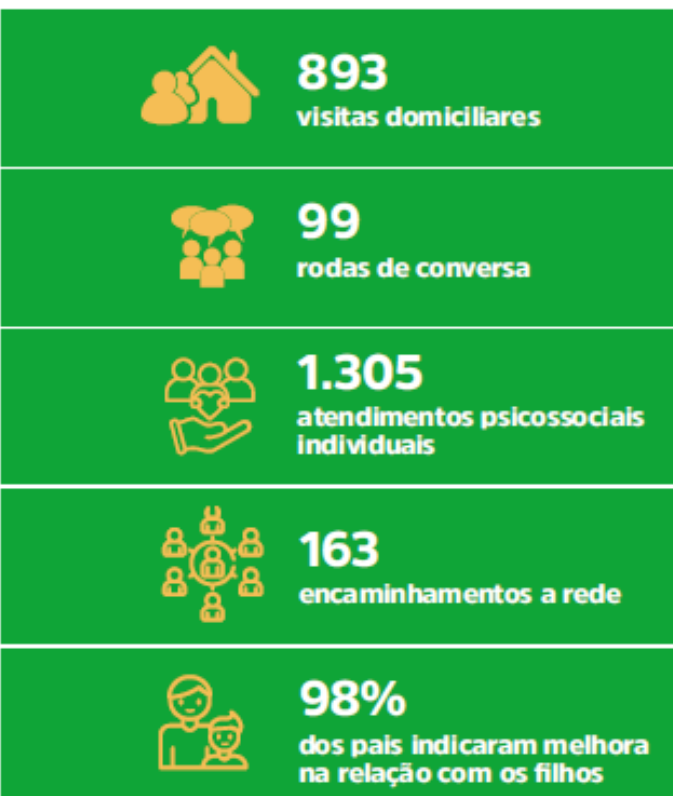 893
visitas domiciliares
99
rodas de conversa
1.305
atendimentos psicossociais
individuais
163
encaminhamentos a rede
98%
dos pais indicaram melhora
na relação com os filhos